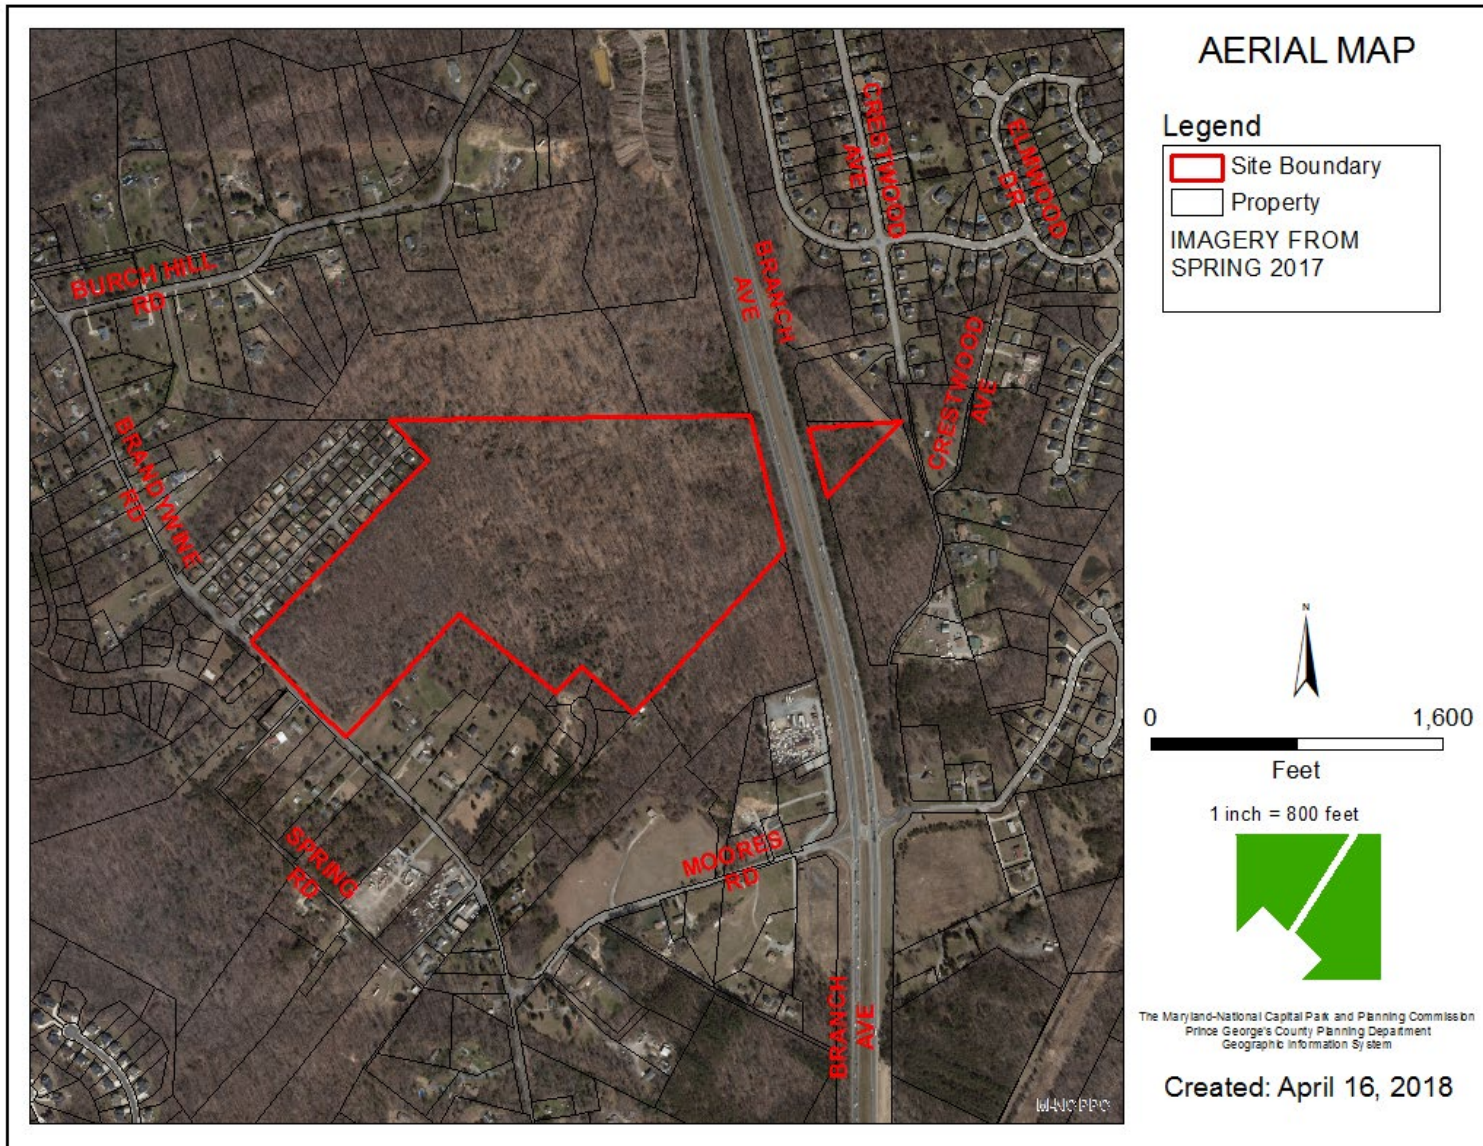 AERIAL MAP
Legend
Site Boundary
Property
IMAGERY FROM
SPRING 2017
CRESTWOOD
AVE
ELMWOOD
DR
BURCH HILL
RD
BRANCH
AVE
CRESTWOOD
AVE
BRANDYWINE
RD
SPRING
RD
MOORES
RD
BRANCH
AVE
M-NCPPC
N
0 1,600
Feet
1 inch = 800 feet
The Maryland-National Capital Park and Planning Commission
Prince George's County Planning Department
Geographic Information System
Created: April 16, 2018